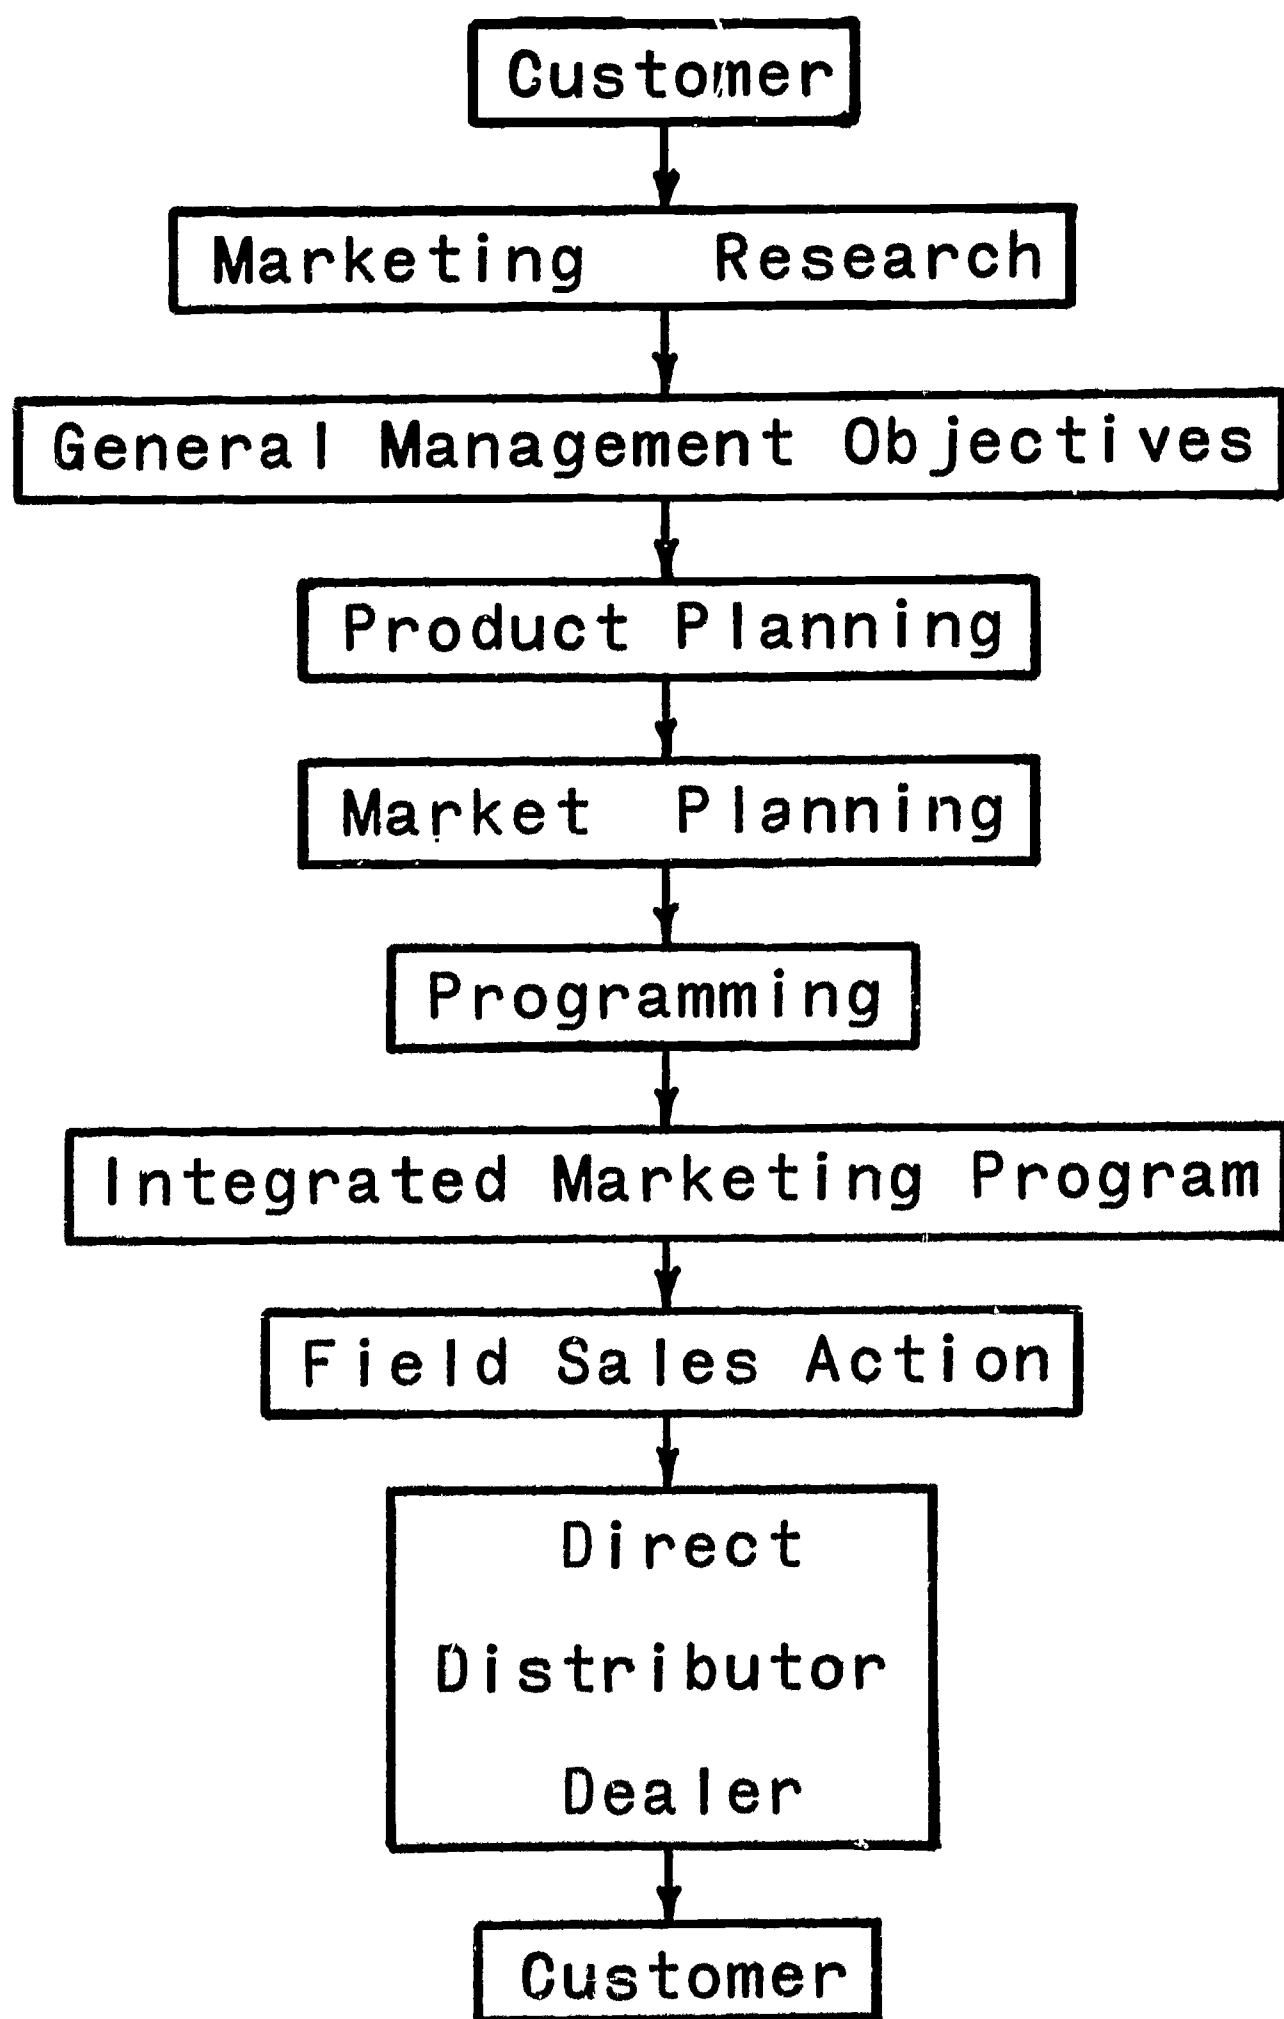 Customer
Marketing Research
General Management Objectives
Product Planning
Market Planning
Programming
Integrated Marketing Program
Field Sales Action
Direct
Distributor
Dealer
Customer